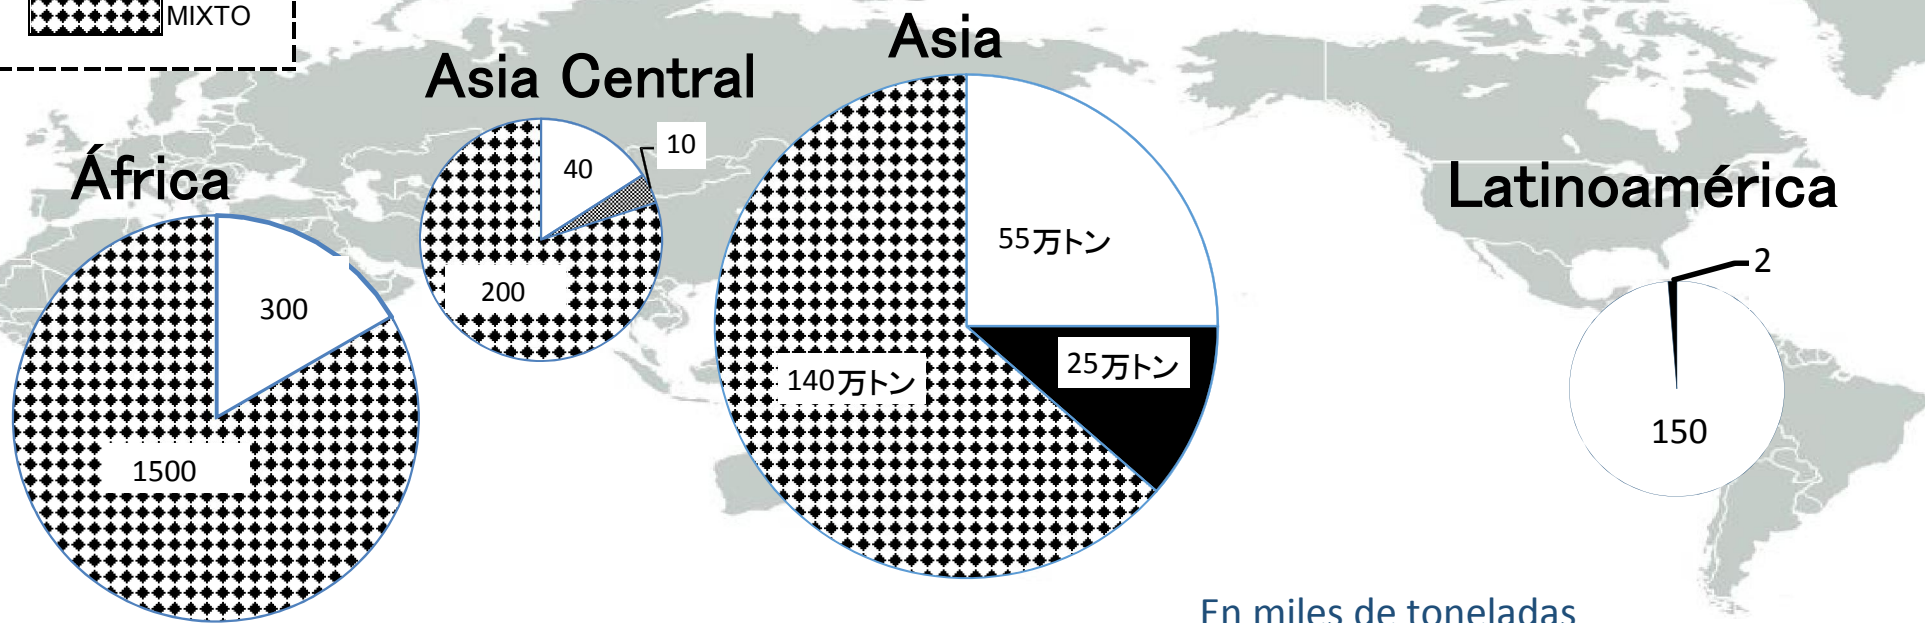 MIXTO
Asia
Asia Central
África
Latinoamérica
10
40
200
300
1500
55万トン
25万トン
140万トン
2
150
En miles de toneladas